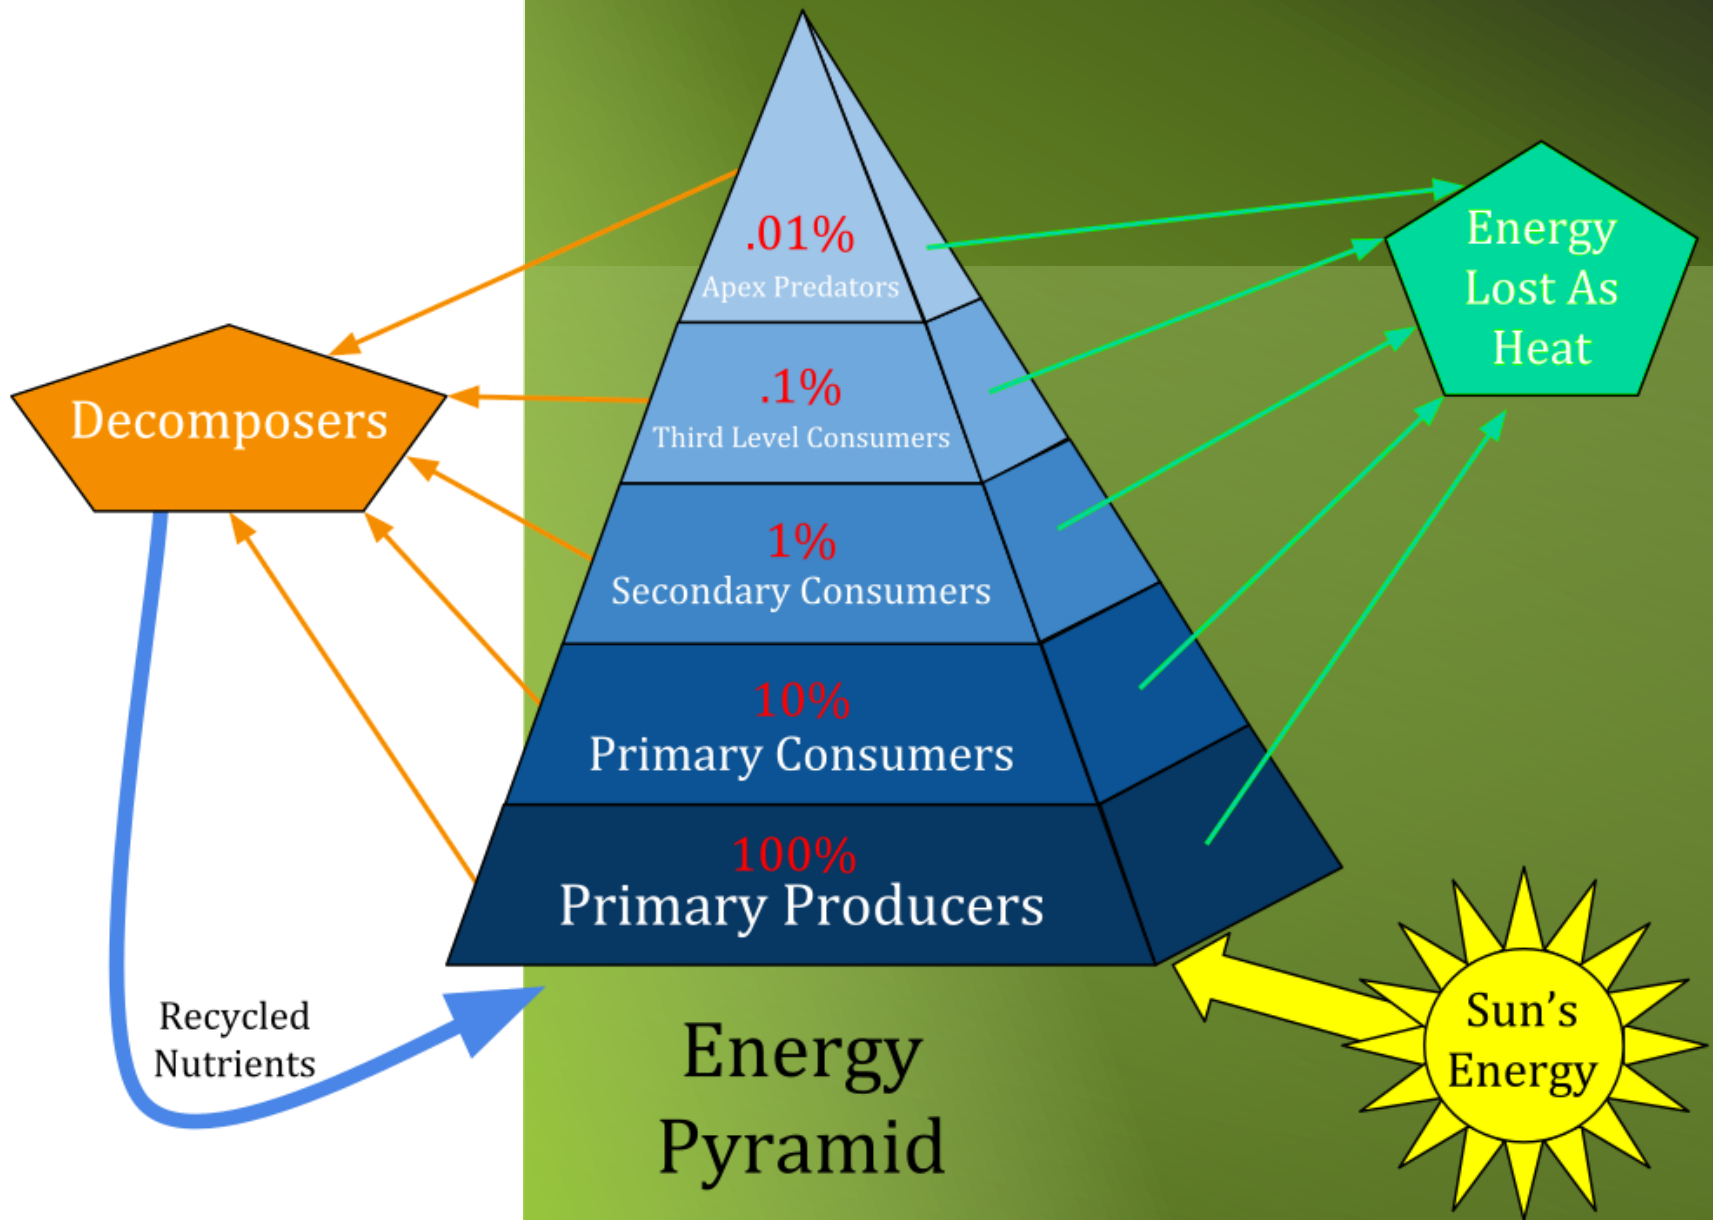 .01%
Apex Predators
.1%
Third Level Consumers
1%
Secondary Consumers
10%
Primary Consumers
100%
Primary Producers
Decomposers
Recycled
Nutrients
Energy
Lost As
Heat
Sun's
Energy
Energy
Pyramid